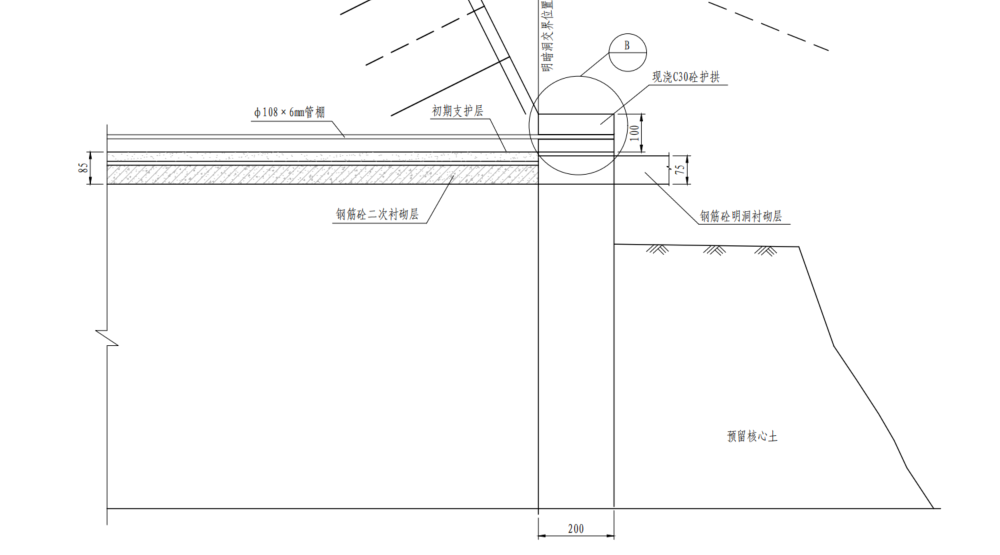 明暗洞交界位置
B
现浇C30砼护拱
φ108×6mm管棚
初期支护层
100
85
75
钢筋砼二次衬砌层
钢筋砼明洞衬砌层
预留核心土
200